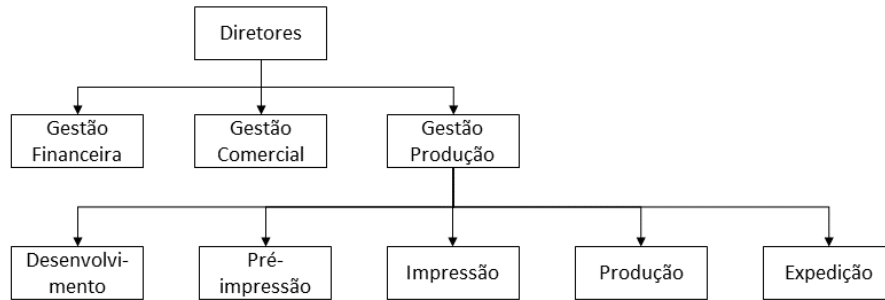 Diretores
Gestão
Financeira
Gestão
Comercial
Gestão
Produção
Desenvolvi-
mento
Pré-
impressão
Impressão
Produção
Expedição